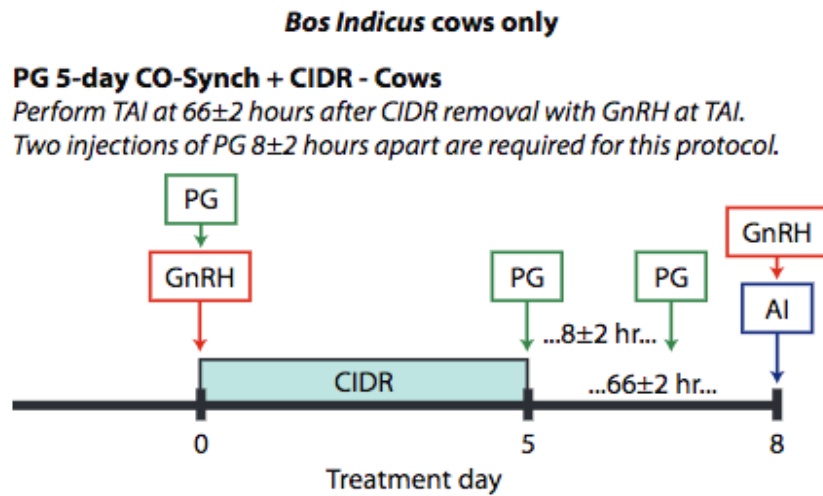 Bos Indicus cows only
PG 5-day CO-Synch + CIDR - Cows
Perform TAI at 66±2 hours after CIDR removal with GnRH at TAI.
Two injections of PG 8±2 hours apart are required for this protocol.
PG
GnRH
GnRH
PG
PG
AI
...8±2 hr...
CIDR
...66±2 hr...
0
5
8
Treatment day